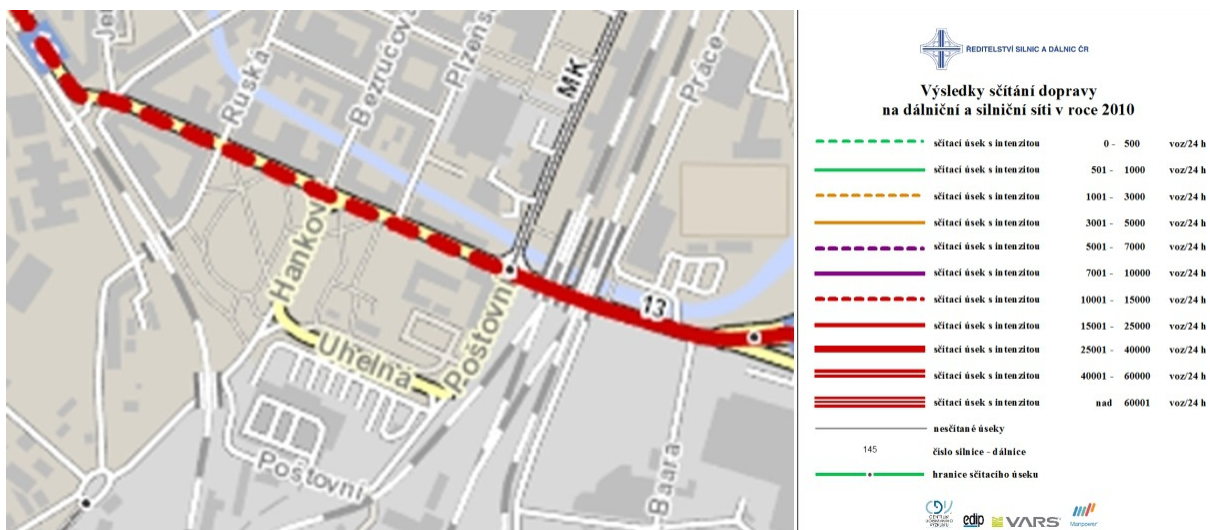 Ruská
Bezrúčova
Plzeňs
MK
Práce
Hankov
13
Uhelná
Poštovní
Poštovní
Baara
ŘEDITELSTVÍ SILNIC A DÁLNIC ČR
Výsledky sčítání dopravy
na dálniční a silniční síti v roce 2010
sčítací úsek s intenzitou 0 - 500 voz/24 h
sčítací úsek s intenzitou 501 - 1000 voz/24 h
sčítací úsek s intenzitou 1001 - 3000 voz/24 h
sčítací úsek s intenzitou 3001 - 5000 voz/24 h
sčítací úsek s intenzitou 5001 - 7000 voz/24 h
sčítací úsek s intenzitou 7001 - 10000 voz/24 h
sčítací úsek s intenzitou 10001 - 15000 voz/24 h
sčítací úsek s intenzitou 15001 - 25000 voz/24 h
sčítací úsek s intenzitou 25001 - 40000 voz/24 h
sčítací úsek s intenzitou 40001 - 60000 voz/24 h
sčítací úsek s intenzitou nad 60001 voz/24 h
nesčítané úseky
145 číslo silnice - dálnice
hranice sčítacího úseku
CDV edip VARS Manpower